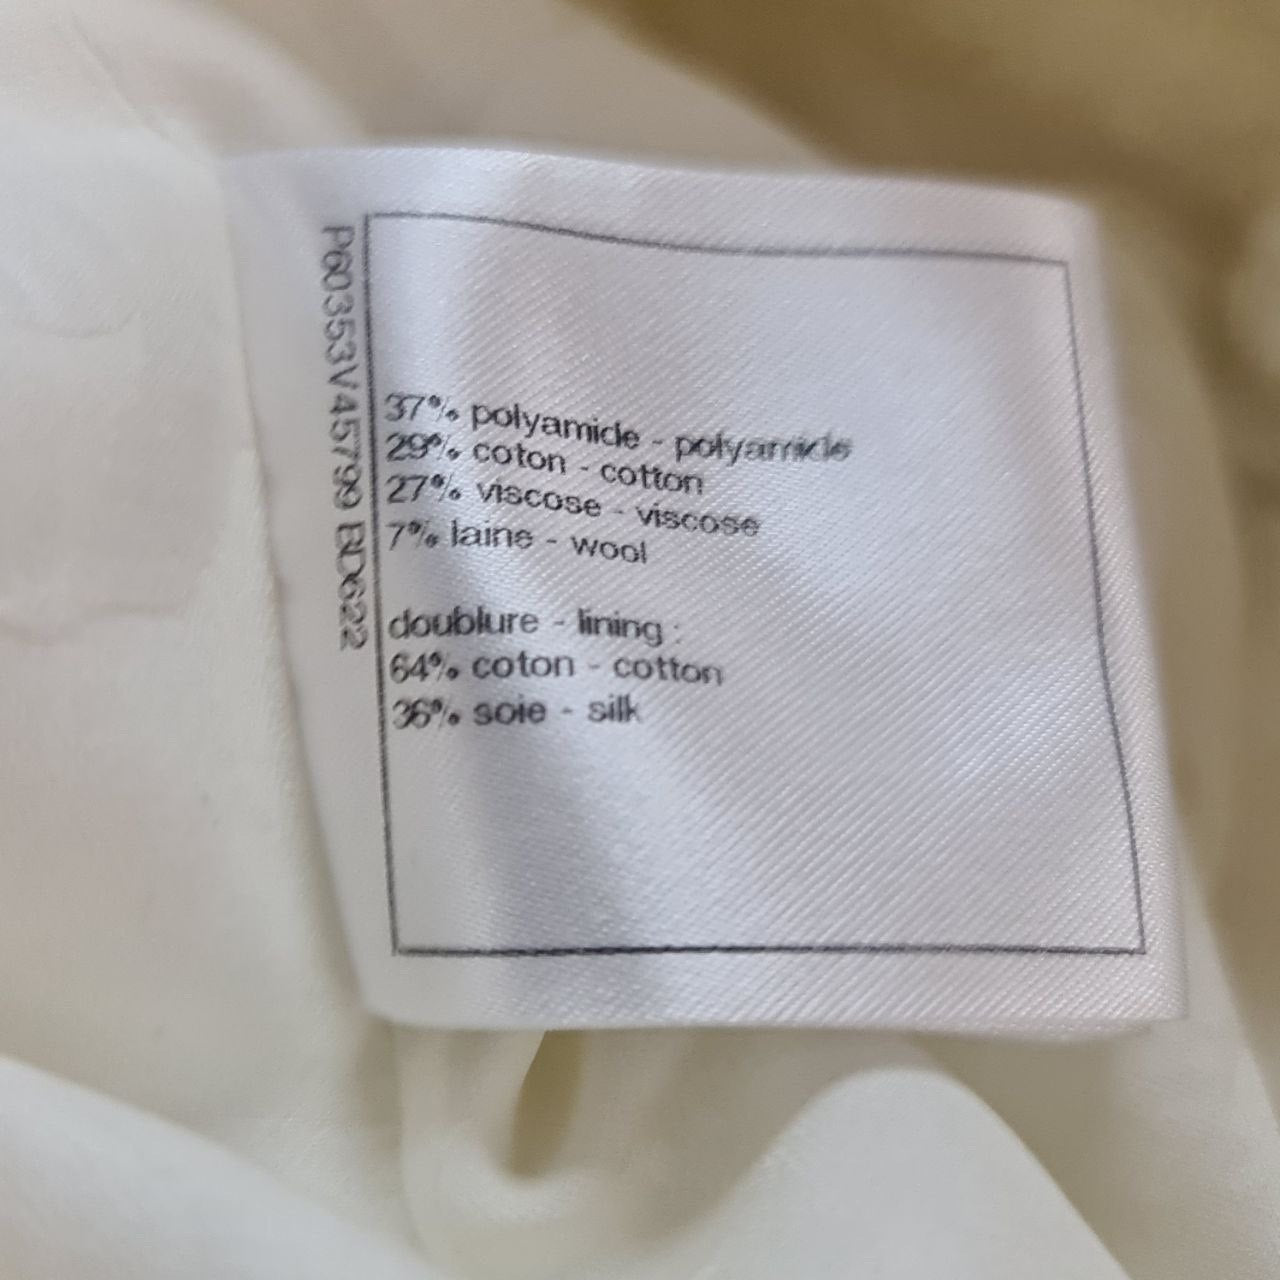 P60353V45799 BD622
37% polyamide - polyamide
29% coton - cotton
27% viscose - viscose
7% laine - wool
doublure - lining :
64% coton - cotton
36% soie - silk